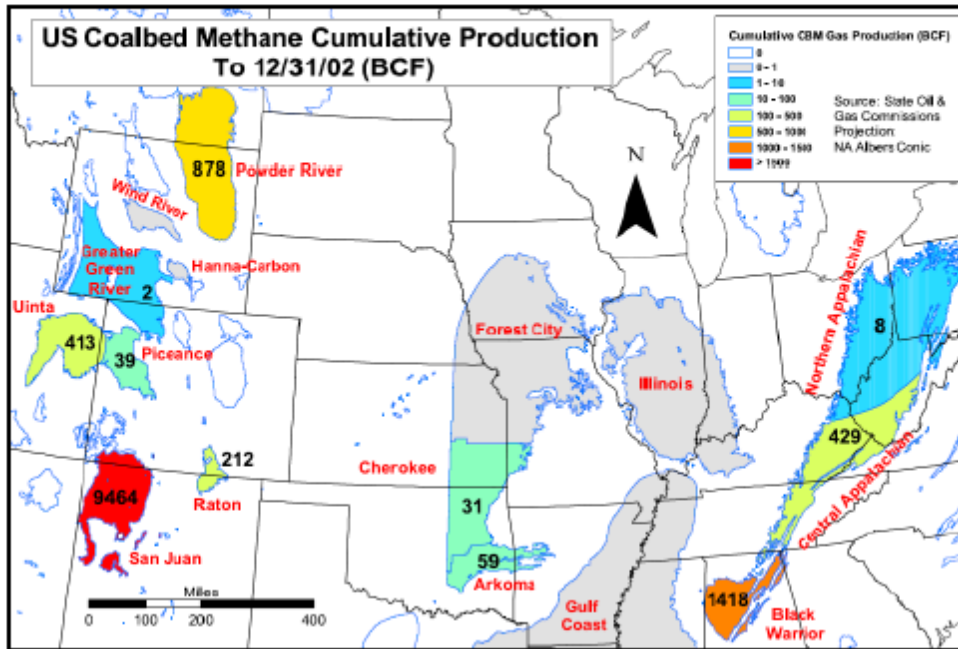 US Coalbed Methane Cumulative Production
To 12/31/02 (BCF)
Cumulative CBM Gas Production (BCF)
0
0 - 1
1 - 10
10 - 100
100 - 500
500 - 1000
1000 - 1500
> 1500
Source: State Oil &
Gas Commissions
Projection:
NA Albers Conic
N
878
Powder River
Wind River
Greater
Green
River
2
Hanna-Carbon
Uinta
413
39
Piceance
Forest City
Illinois
Northern Appalachian
8
429
Central Appalachian
212
Raton
9464
San Juan
Cherokee
31
59
Arkoma
Gulf
Coast
1418
Black
Warrior
Miles
0 100 200 400